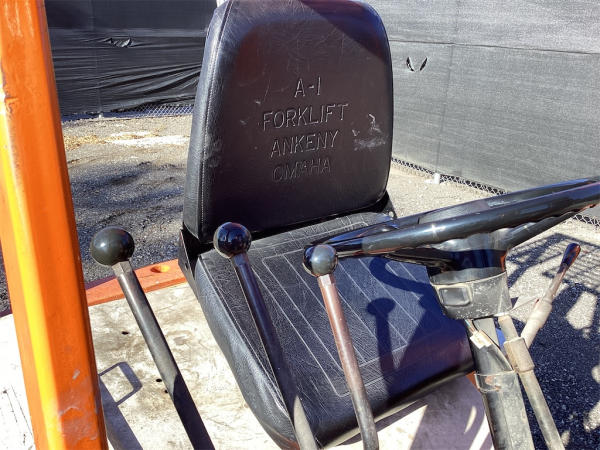 A-1
FORKLIFT
ANKENY
OMAHA